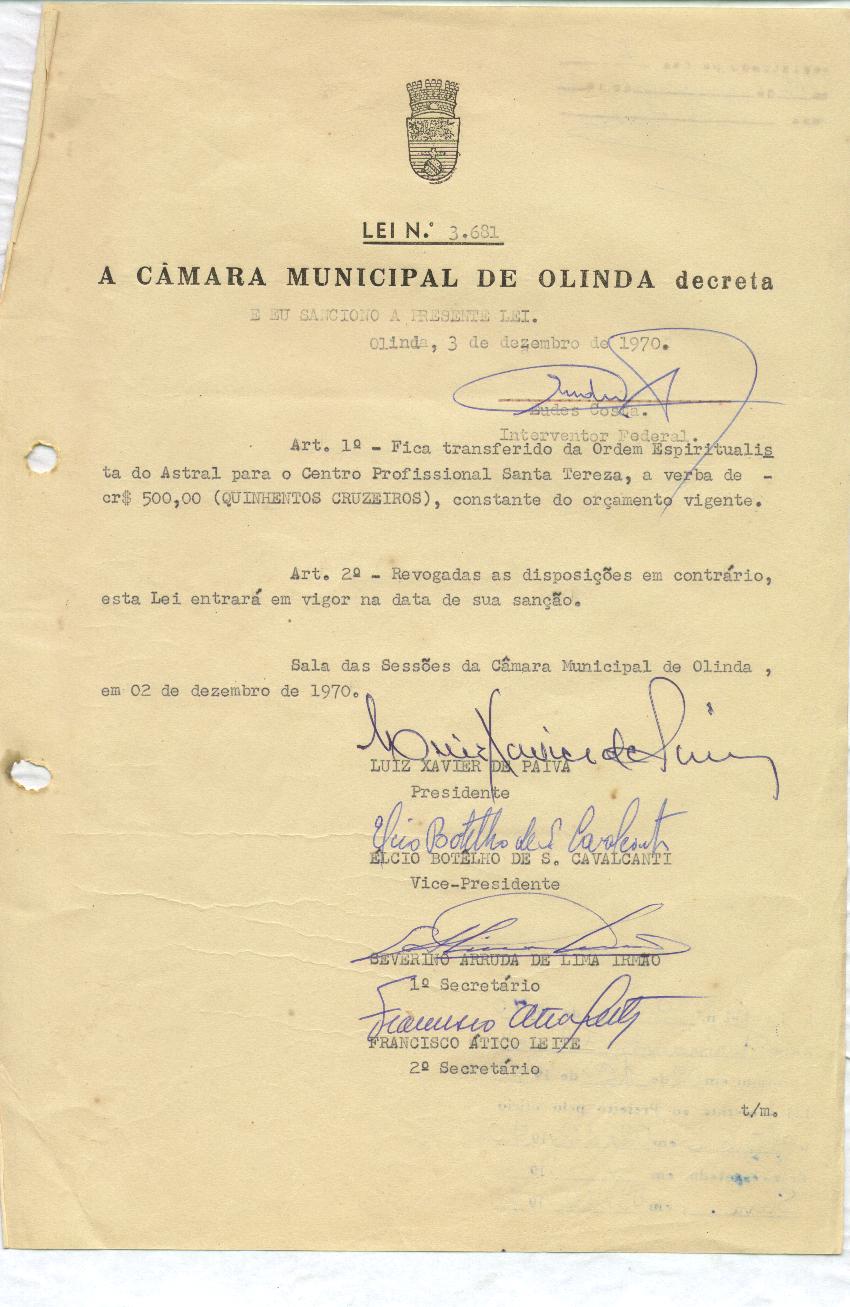 LEI N.° 3.681
A CÂMARA MUNICIPAL DE OLINDA decreta
E EU SANCIONO A PRESENTE LEI.
Olinda, 3 de dezembro de 1970.
Eudes Costa.
Interventor Federal.
Art. 1º - Fica transferido da Ordem Espiritualis
ta do Astral para o Centro Profissional Santa Tereza, a verba de -
cr$ 500,00 (QUINHENTOS CRUZEIROS), constante do orçamento vigente.
Art. 2º - Revogadas as disposições em contrário,
esta Lei entrará em vigor na data de sua sanção.
Sala das Sessões da Câmara Municipal de Olinda ,
em 02 de dezembro de 1970.
Luiz Xavier de Paiva
LUIZ XAVIER DE PAIVA
Presidente
Elcio Botelho de S. Cavalcanti
ÉLCIO BOTÊLHO DE S. CAVALCANTI
Vice-Presidente
SEVERINO ARRUDA DE LIMA IRMÃO
1º Secretário
Francisco Atico Leite
FRANCISCO ÁTICO LEITE
2º Secretário
t/m.